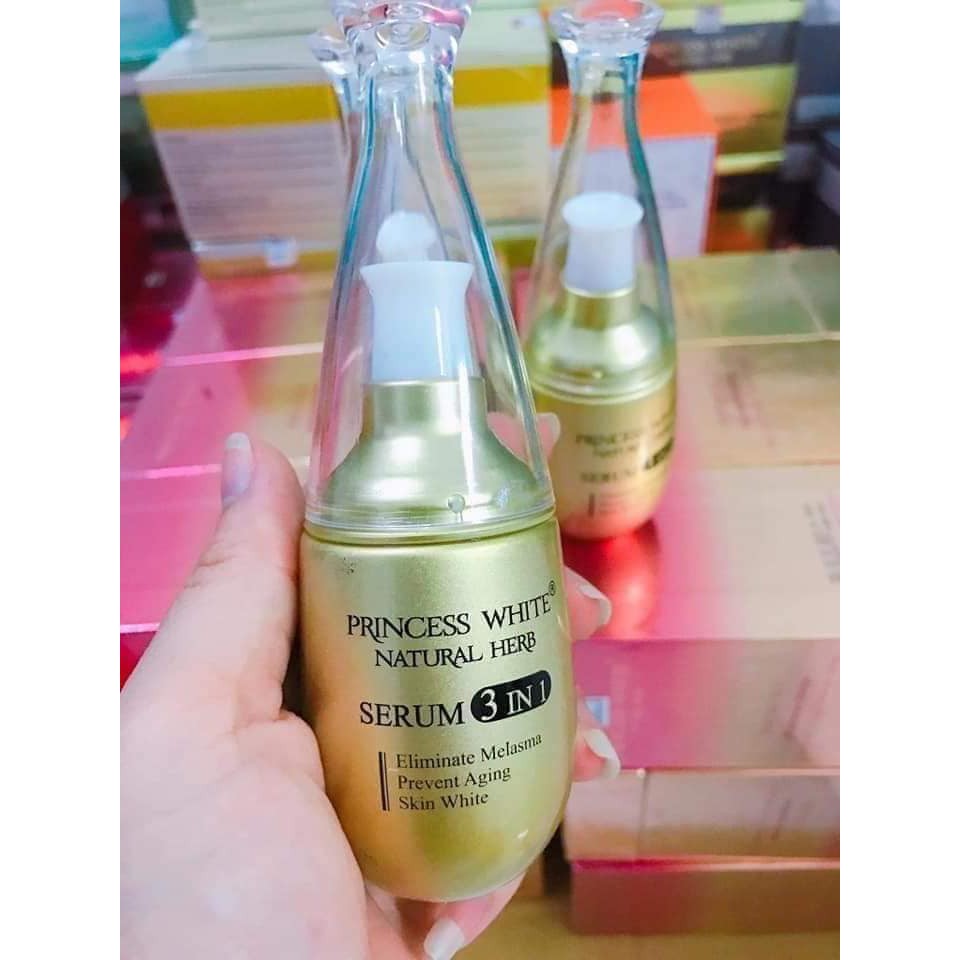 PRINCESS WHITE®
NATURAL HERB
SERUM 3 IN 1
Eliminate Melasma
Prevent Aging
Skin White
PRINCESS
SERUM